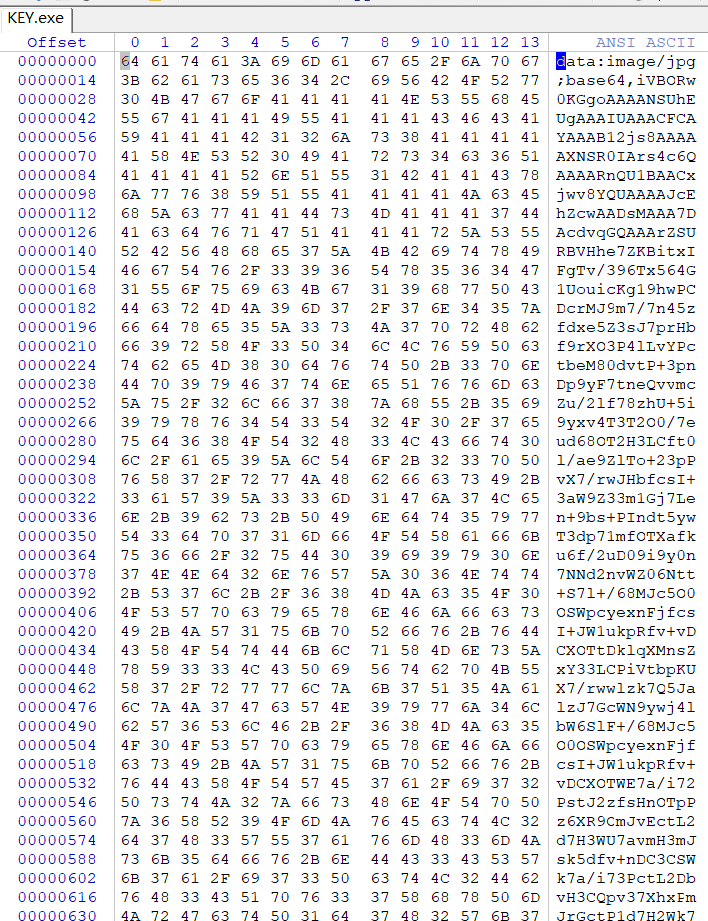 KEY.exe
Offset 0 1 2 3 4 5 6 7 8 9 10 11 12 13 ANSI ASCII
00000000 64 61 74 61 3A 69 6D 61 67 65 2F 6A 70 67 data:image/jpg
00000014 3B 62 61 73 65 36 34 2C 69 56 42 4F 52 77 ;base64,iVBORw
00000028 30 4B 47 67 6F 41 41 41 41 4E 53 55 68 45 0KGgoAAAANSUhE
00000042 55 67 41 41 41 49 55 41 41 41 43 46 43 41 UgAAAIUAAACFCA
00000056 59 41 41 41 42 31 32 6A 73 38 41 41 41 41 YAAAB12js8AAAA
00000070 41 58 4E 53 52 30 49 41 72 73 34 63 36 51 AXNSR0IArs4c6Q
00000084 41 41 41 41 52 6E 51 55 31 42 41 41 43 78 AAAARnQU1BAACx
00000098 6A 77 76 38 59 51 55 41 41 41 41 4A 63 45 jwv8YQUAAAAJcE
00000112 68 5A 63 77 41 41 44 73 4D 41 41 41 37 44 hZcwAADsMAAA7D
00000126 41 63 64 76 71 47 51 41 41 41 72 5A 53 55 AcdvqGQAAArZSU
00000140 52 42 56 48 68 65 37 5A 4B 42 69 74 78 49 RBVHhe7ZKBitxI
00000154 46 67 54 76 2F 33 39 36 54 78 35 36 34 47 FgTv/396Tx564G
00000168 31 55 6F 75 69 63 4B 67 31 39 68 77 50 43 1UouicKg19hwPC
00000182 44 63 72 4D 4A 39 6D 37 2F 37 6E 34 35 7A DcrMJ9m7/7n45z
00000196 66 64 78 65 35 5A 33 73 4A 37 70 72 48 62 fdxe5Z3sJ7prHb
00000210 66 39 72 58 4F 33 50 34 6C 4C 76 59 50 63 f9rXO3P4lLvYPc
00000224 74 62 65 4D 38 30 64 76 74 50 2B 33 70 6E tbeM80dvtP+3pn
00000238 44 70 39 79 46 37 74 6E 65 51 76 76 6D 63 Dp9yF7tneQvvmc
00000252 5A 75 2F 32 6C 66 37 38 7A 68 55 2B 35 69 Zu/2lf78zhU+5i
00000266 39 79 78 76 34 54 33 54 32 4F 30 2F 37 65 9yxv4T3T2O0/7e
00000280 75 64 36 38 4F 54 32 48 33 4C 43 66 74 30 ud68OT2H3LCft0
00000294 6C 2F 61 65 39 5A 6C 54 6F 2B 32 33 70 50 l/ae9ZlTo+23pP
00000308 76 58 37 2F 72 77 4A 48 62 66 63 73 49 2B vX7/rwJHbfcsI+
00000322 33 61 57 39 5A 33 33 6D 31 47 6A 37 4C 65 3aW9Z33m1Gj7Le
00000336 6E 2B 39 62 73 2B 50 49 6E 64 74 35 79 77 n+9bs+PIndt5yw
00000350 54 33 64 70 37 31 6D 66 4F 54 58 61 66 6B T3dp71mfOTXafk
00000364 75 36 66 2F 32 75 44 30 39 69 39 79 30 6E u6f/2uD09i9y0n
00000378 37 4E 4E 64 32 6E 76 57 5A 30 36 4E 74 74 7NNd2nvWZ06Ntt
00000392 2B 53 37 6C 2B 2F 36 38 4D 4A 63 35 4F 30 +S7l+/68MJc5O0
00000406 4F 53 57 70 63 79 65 78 6E 46 6A 66 63 73 OSWpcyexnFjfcs
00000420 49 2B 4A 57 31 75 6B 70 52 66 76 2B 76 44 I+JW1ukpRfv+vD
00000434 43 58 4F 54 74 44 6B 6C 71 58 4D 6E 73 5A CXOTtDklqXMnsZ
00000448 78 59 33 33 4C 43 50 69 56 74 62 70 4B 55 xY33LCPiVtbpKU
00000462 58 37 2F 72 77 77 6C 7A 6B 37 51 35 4A 61 X7/rwwlzk7Q5Ja
00000476 6C 7A 4A 37 47 63 57 4E 39 79 77 6A 34 6C lzJ7GcWN9ywj4l
00000490 62 57 36 53 6C 46 2B 2F 36 38 4D 4A 63 35 bW6SlF+/68MJc5
00000504 4F 30 4F 53 57 70 63 79 65 78 6E 46 6A 66 O0OSWpcyexnFjf
00000518 63 73 49 2B 4A 57 31 75 6B 70 52 66 76 2B csI+JW1ukpRfv+
00000532 76 44 43 58 4F 54 57 45 37 61 2F 69 37 32 vDCXOTWE7a/i72
00000546 50 73 74 4A 32 7A 66 73 48 6E 4F 54 70 50 PstJ2zfsHnOTpP
00000560 7A 36 58 52 39 4F 6D 4A 76 45 63 74 4C 32 z6XR9CmJvEctL2
00000574 64 37 48 33 57 55 37 61 76 6D 48 33 6D 4A d7H3WU7avmH3mJ
00000588 73 6B 35 64 66 76 2B 6E 44 43 33 43 53 57 sk5dfv+nDC3CSW
00000602 6B 37 61 2F 69 37 33 50 63 74 4C 32 44 62 k7a/i73PctL2Db
00000616 76 48 33 43 51 70 76 33 37 58 68 78 50 6D vH3CQpv37XhxPm
00000630 4A 72 47 63 74 50 31 64 37 48 32 57 6B 37 JrGctP1d7H2Wk7